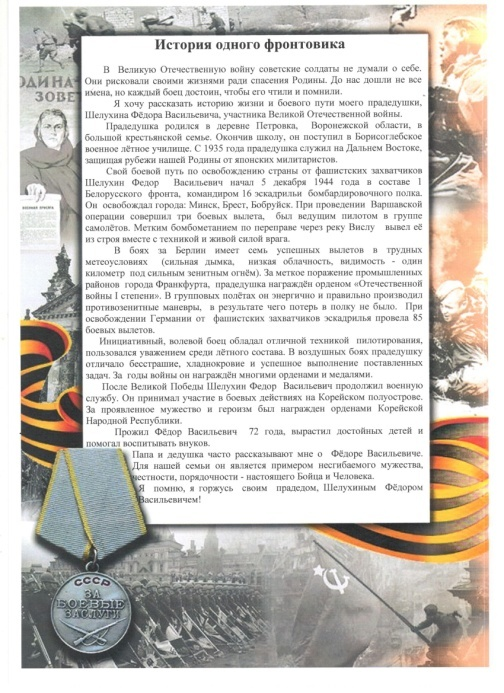 История одного фронтовика
В Великую Отечественную войну советские солдаты не думали о себе.
Они рисковали своими жизнями ради спасения Родины. До нас дошли не все
имена, но каждый боец достоин, чтобы его чтили и помнили.
Я хочу рассказать историю жизни и боевого пути моего прадедушки,
Шелухина Фёдора Васильевича, участника Великой Отечественной войны.
Прадедушка родился в деревне Петровка, Воронежской области, в
большой крестьянской семье. Окончив школу, он поступил в Борисоглебское
военное лётное училище. С 1935 года прадедушка служил на Дальнем Востоке,
защищая рубежи нашей Родины от японских милитаристов.
Свой боевой путь по освобождению страны от фашистских захватчиков
Шелухин Федор Васильевич начал 5 декабря 1944 года в составе 1
Белорусского фронта, командиром 16 эскадрильи бомбардировочного полка.
Он освобождал города: Минск, Брест, Бобруйск. При проведении Варшавской
операции совершил три боевых вылета, был ведущим пилотом в группе
самолётов. Метким бомбометанием по переправе через реку Вислу вывел её
из строя вместе с техникой и живой силой врага.
В боях за Берлин имеет семь успешных вылетов в трудных
метеоусловиях (сильная дымка, низкая облачность, видимость - один
километр под сильным зенитным огнём). За меткое поражение промышленных
районов города Франкфурта, прадедушка награждён орденом «Отечественной
войны I степени». В групповых полётах он энергично и правильно производил
противозенитные маневры, в результате чего потерь в полку не было. При
освобождении Германии от фашистских захватчиков эскадрилья провела 85
боевых вылетов.
Инициативный, волевой боец обладал отличной техникой пилотирования,
пользовался уважением среди лётного состава. В воздушных боях прадедушку
отличало бесстрашие, хладнокровие и успешное выполнение поставленных
задач. За годы войны он награждён многими орденами и медалями.
После Великой Победы Шелухин Федор Васильевич продолжил военную
службу. Он принимал участие в боевых действиях на Корейском полуострове.
За проявленное мужество и героизм был награжден орденами Корейской
Народной Республики.
Прожил Фёдор Васильевич 72 года, вырастил достойных детей и
помогал воспитывать внуков.
Папа и дедушка часто рассказывают мне о Фёдоре Васильевиче.
Для нашей семьи он является примером несгибаемого мужества,
честности, порядочности - настоящего Бойца и Человека.
Я помню, я горжусь своим прадедом, Шелухиным Фёдором
Васильевичем!
СССР
ЗА
БОЕВЫЕ
ЗАСЛУГИ